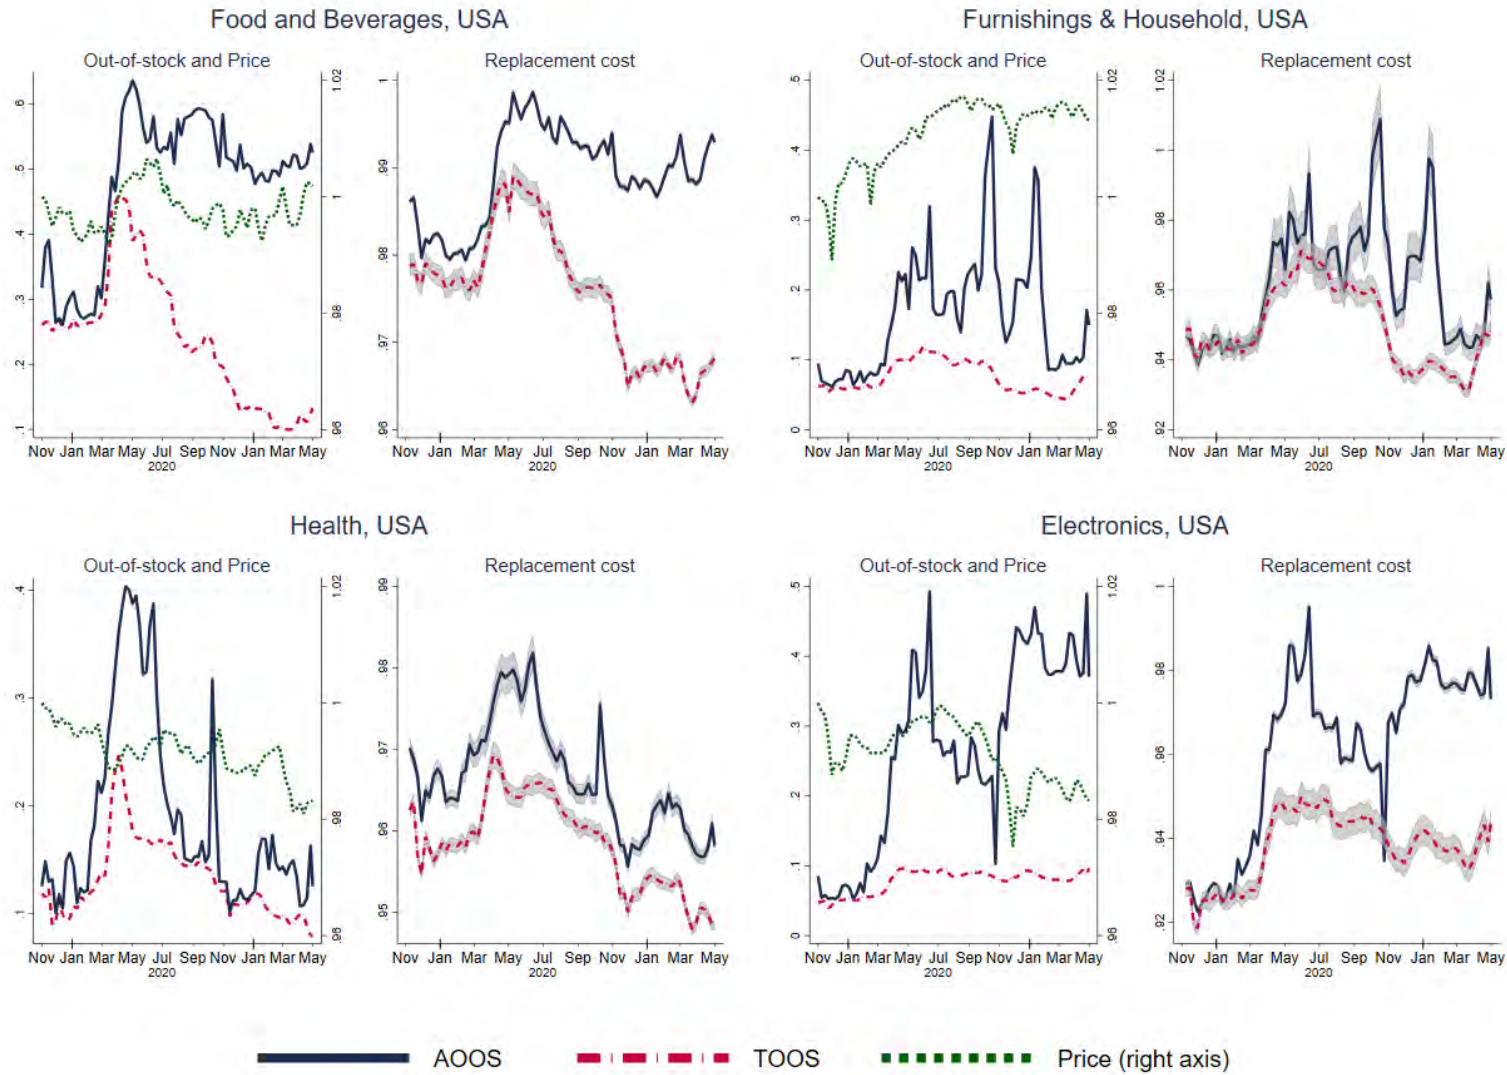 Food and Beverages, USA
Out-of-stock and Price
Replacement cost
.6
.5
.4
.3
.2
.1
1.02
1
.98
.96
1
.99
.98
.97
.96
Nov Jan Mar May Jul Sep Nov Jan Mar May
2020
Nov Jan Mar May Jul Sep Nov Jan Mar May
2020
Furnishings & Household, USA
Out-of-stock and Price
Replacement cost
.5
.4
.3
.2
.1
0
1.02
1
.98
.96
1.02
1
.98
.96
.94
.92
Nov Jan Mar May Jul Sep Nov Jan Mar May
2020
Nov Jan Mar May Jul Sep Nov Jan Mar May
2020
Health, USA
Out-of-stock and Price
Replacement cost
.4
.3
.2
.1
1.02
1
.98
.96
.99
.98
.97
.96
.95
Nov Jan Mar May Jul Sep Nov Jan Mar May
2020
Nov Jan Mar May Jul Sep Nov Jan Mar May
2020
Electronics, USA
Out-of-stock and Price
Replacement cost
.5
.4
.3
.2
.1
0
1.02
1
.98
.96
1
.98
.96
.94
.92
Nov Jan Mar May Jul Sep Nov Jan Mar May
2020
Nov Jan Mar May Jul Sep Nov Jan Mar May
2020
AOOS
TOOS
Price (right axis)